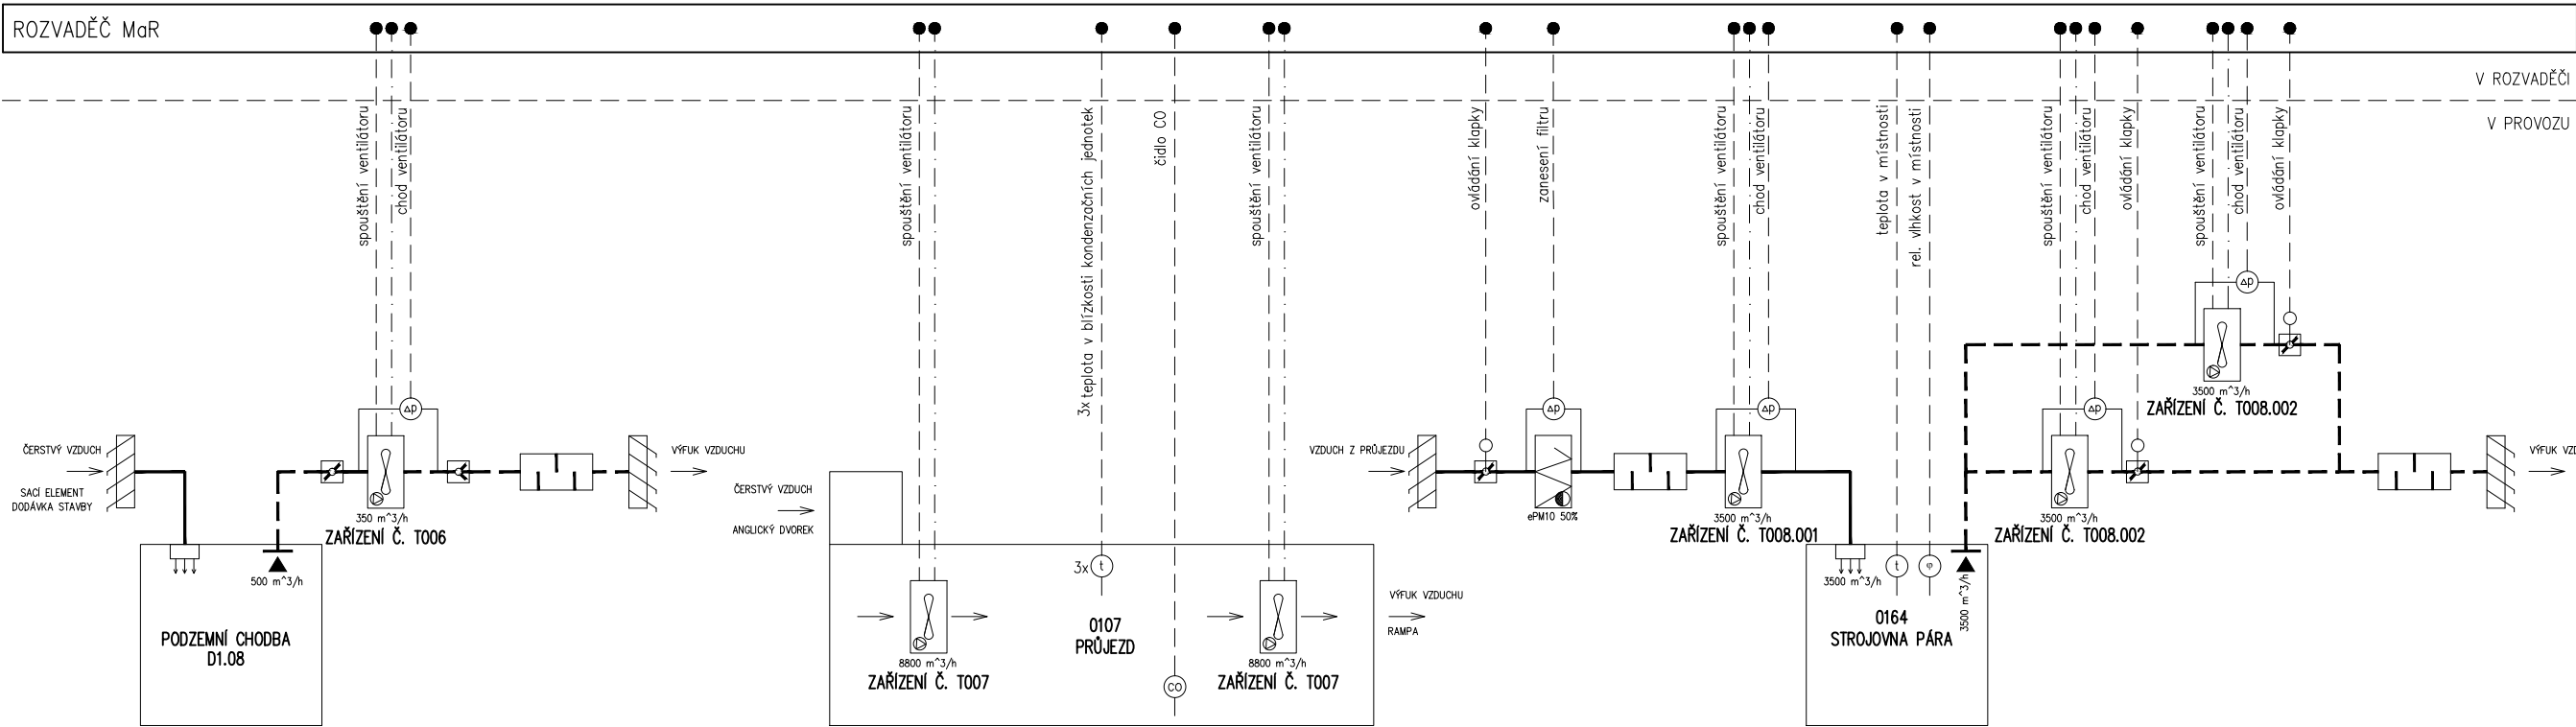 ROZVADĚČ MaR
V ROZVADĚČI
V PROVOZU
spouštění ventilátoru
chod ventilátoru
spouštění ventilátoru
3x teplota v blízkosti kondenzačních jednotek
čidlo CO
spouštění ventilátoru
ovládání klapky
zanesení filtru
spouštění ventilátoru
chod ventilátoru
teplota v místnosti
rel. vlhkost v místnosti
spouštění ventilátoru
chod ventilátoru
ovládání klapky
spouštění ventilátoru
chod ventilátoru
ovládání klapky
ČERSTVÝ VZDUCH
SACÍ ELEMENT
DODÁVKA STAVBY
Δp
350 m^3/h
ZAŘÍZENÍ Č. T006
VÝFUK VZDUCHU
500 m^3/h
PODZEMNÍ CHODBA
D1.08
ČERSTVÝ VZDUCH
ANGLICKÝ DVOREK
8800 m^3/h
ZAŘÍZENÍ Č. T007
3x t
0107
PRŮJEZD
CO
8800 m^3/h
ZAŘÍZENÍ Č. T007
VÝFUK VZDUCHU
RAMPA
VZDUCH Z PRŮJEZDU
Δp
ePM10 50%
Δp
3500 m^3/h
ZAŘÍZENÍ Č. T008.001
3500 m^3/h
t
φ
3500 m^3/h
0164
STROJOVNA PÁRA
Δp
3500 m^3/h
ZAŘÍZENÍ Č. T008.002
Δp
3500 m^3/h
ZAŘÍZENÍ Č. T008.002
VÝFUK VZD